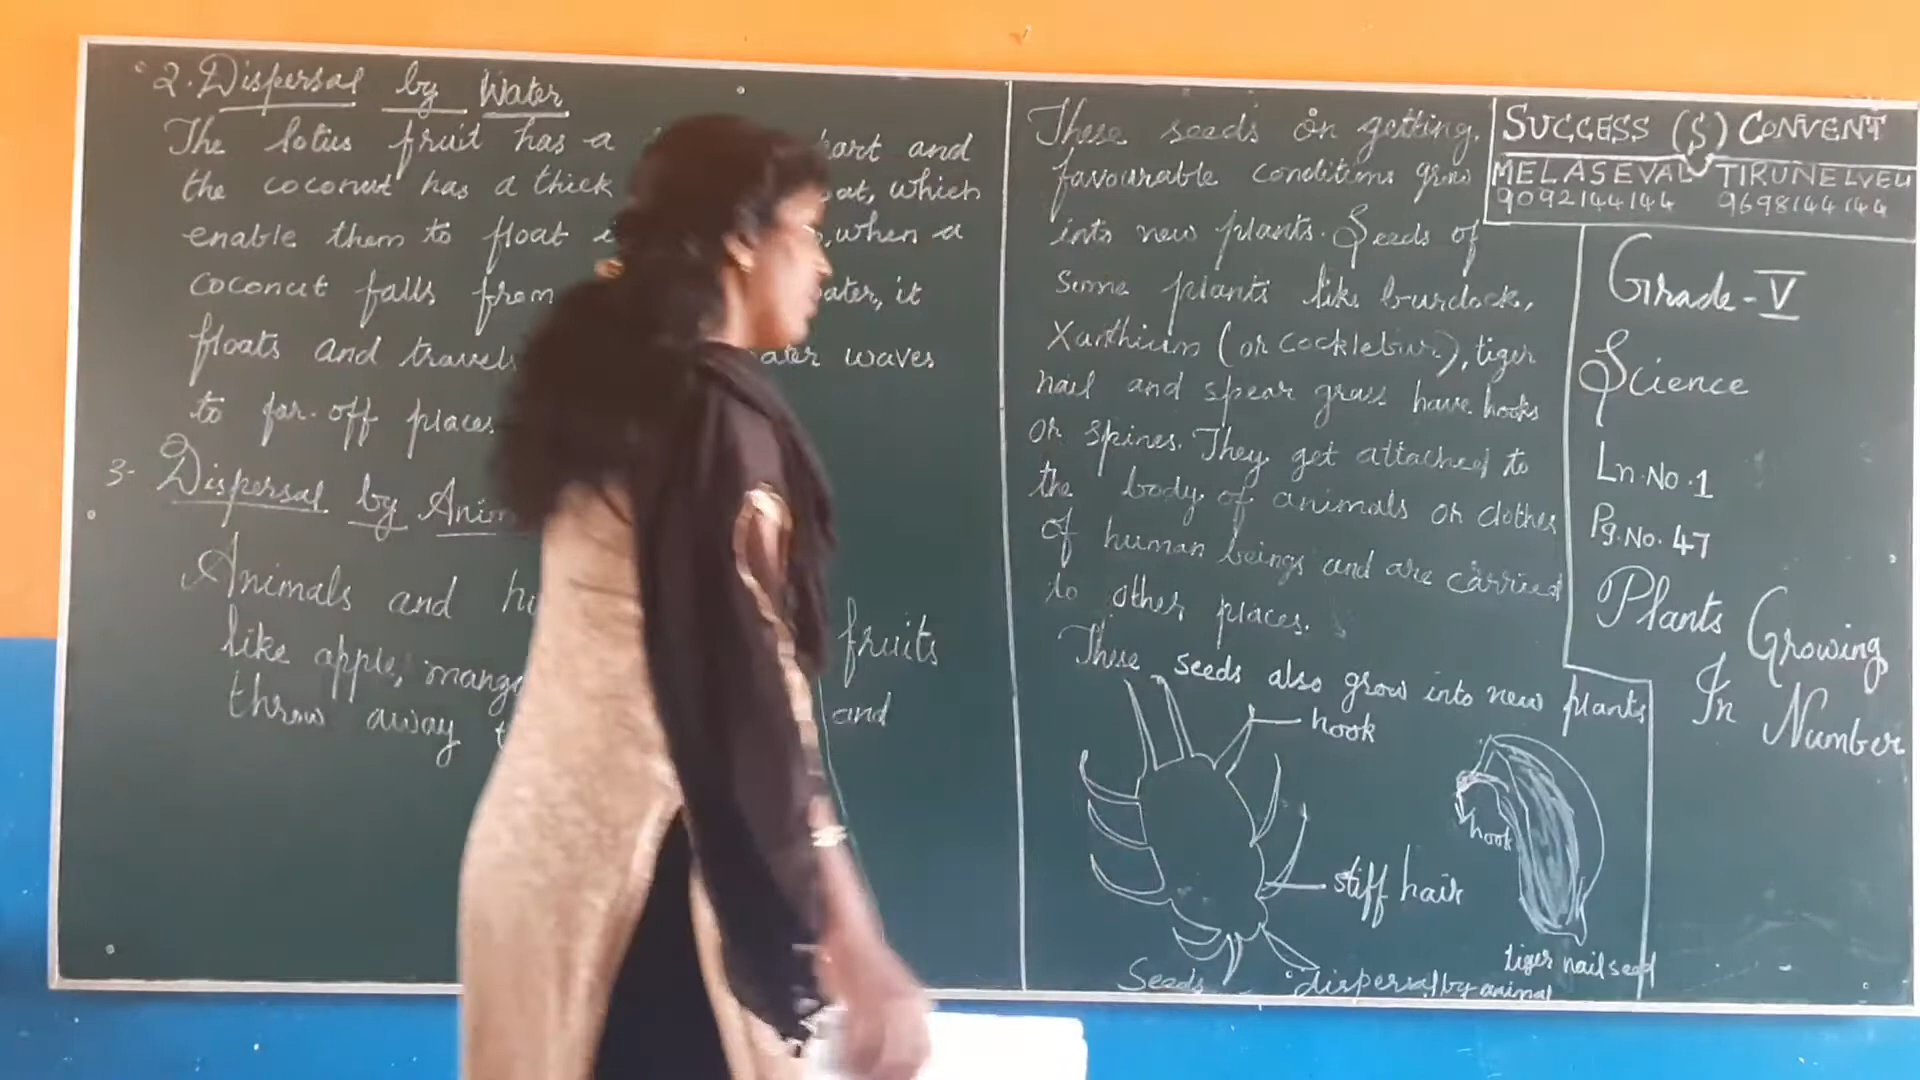 2. Dispersal by Water
The lotus fruit has a part and
the coconut has a thick coat, which
enable them to float , when a
coconut falls from water, it
floats and travels water waves
to far-off places
3- Dispersal by Anim
Animals and hu fruits
like apple, mang
throw away t and
These seeds on getting
favourable conditions grow
into new plants. Seeds of
Some plants like burdock,
Xanthium (or cocklebur), tiger
nail and spear grass have hooks
or spines. They get attached to
the body of animals or clothes
of human beings and are carried
to other places.
These seeds also grow into new plants
hook
stiff hair
Seeds dispersal by animal
hook
tiger nail seed
SUCCESS (S) CONVENT
MELASEVAL TIRUNELVELI
9092144144 9698144144
Grade-V
Science
Ln.No.1
Pg.No.47
Plants Growing
In Number